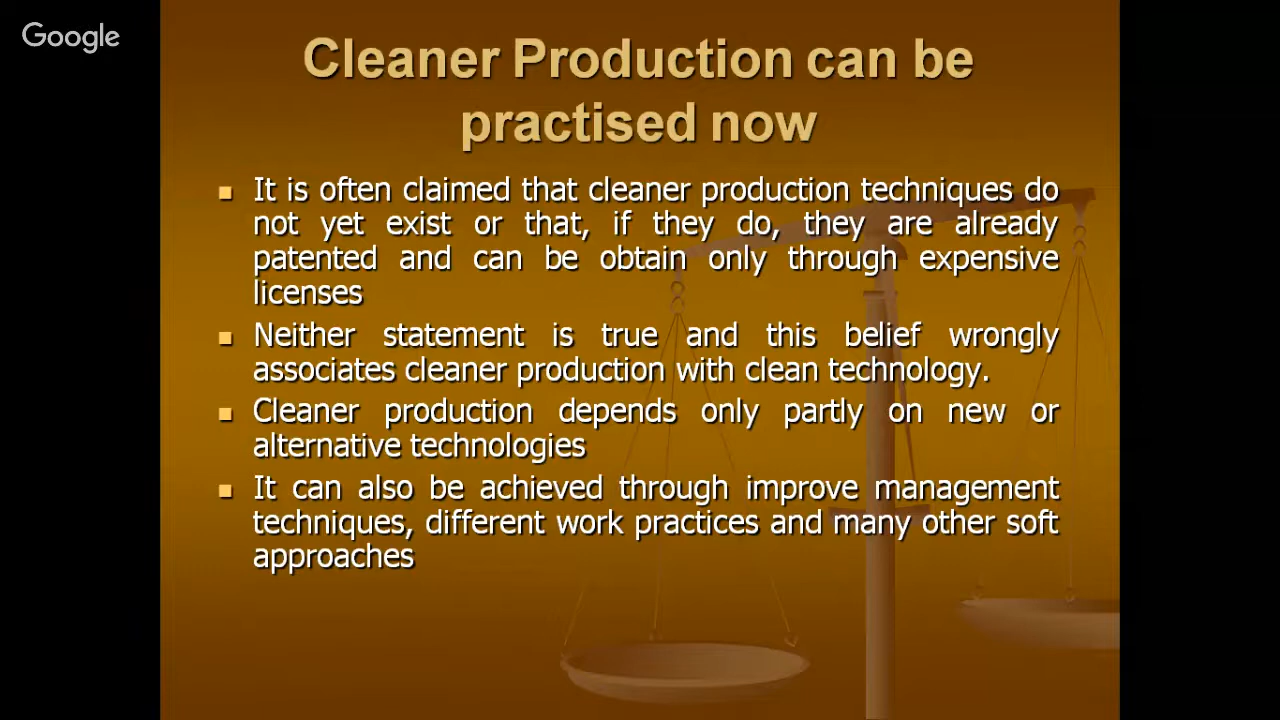 Google
Cleaner Production can be
practised now
It is often claimed that cleaner production techniques do
not yet exist or that, if they do, they are already
patented and can be obtain only through expensive
licenses
Neither statement is true and this belief wrongly
associates cleaner production with clean technology.
Cleaner production depends only partly on new or
alternative technologies
It can also be achieved through improve management
techniques, different work practices and many other soft
approaches